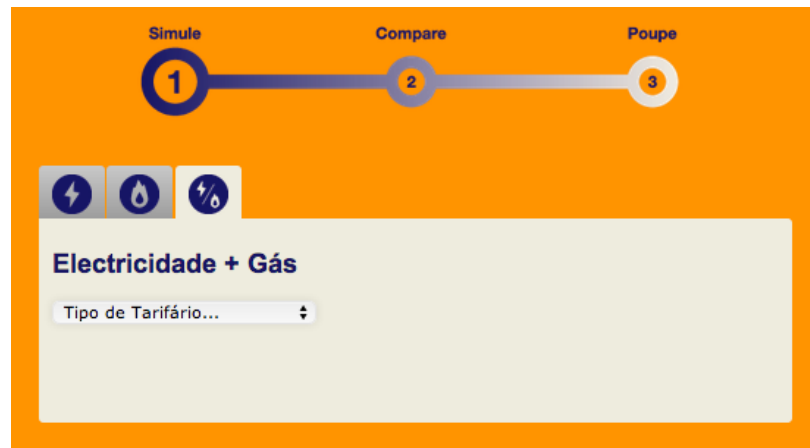 Simule Compare Poupe
1 2 3
Electricidade + Gás
Tipo de Tarifário...